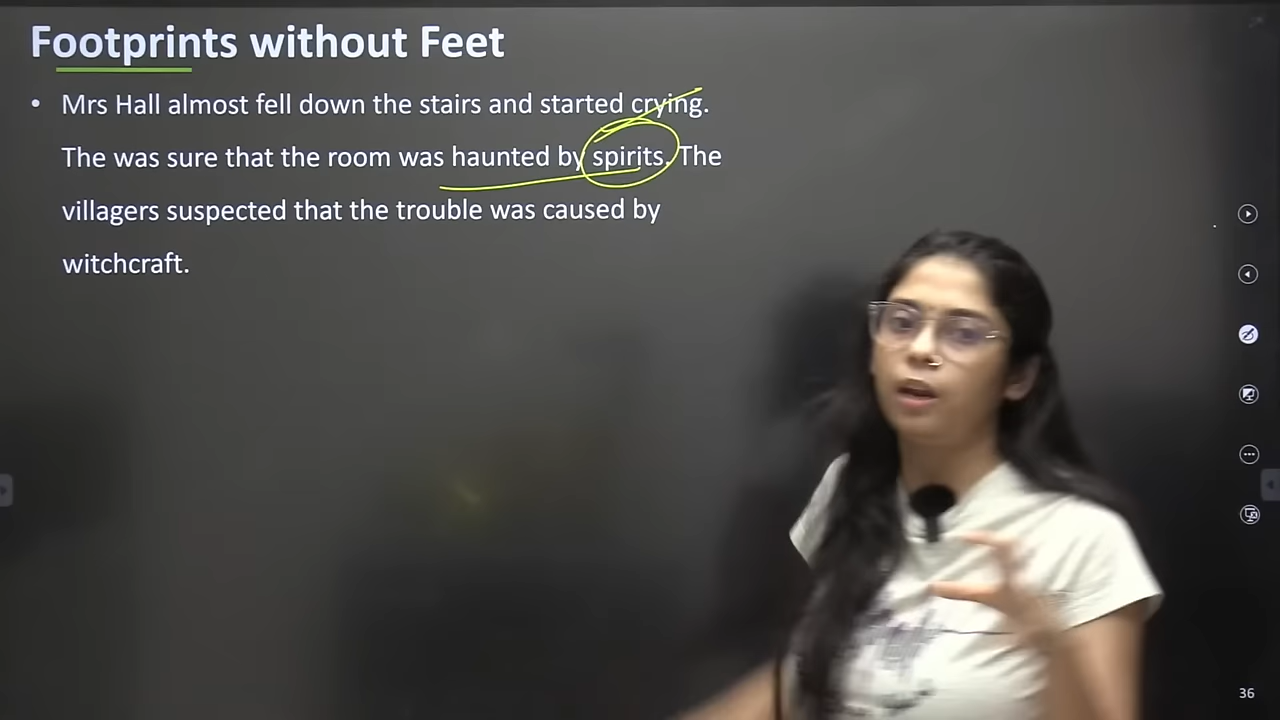 Footprints without Feet
• Mrs Hall almost fell down the stairs and started crying.
The was sure that the room was haunted by spirits. The
villagers suspected that the trouble was caused by
witchcraft.
36